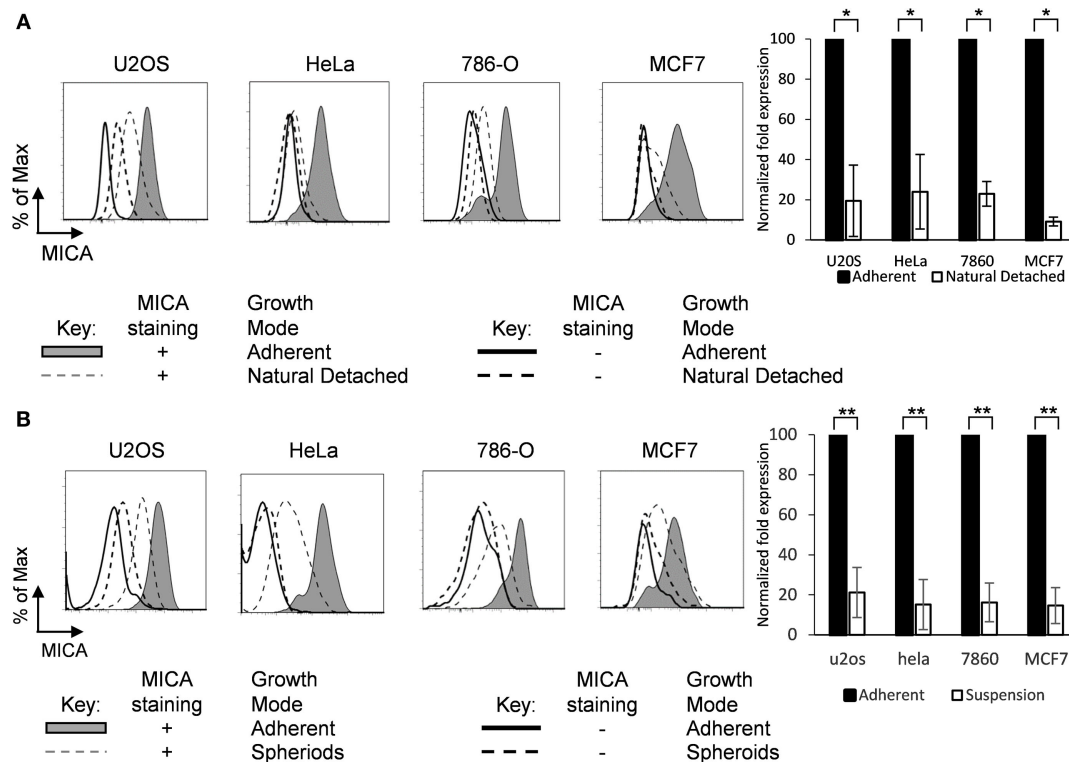 A
U2OS HeLa 786-O MCF7
% of Max
MICA
Normalized fold expression
100
80
60
40
20
0
* * * *
U20S HeLa 7860 MCF7
Adherent Natural Detached
MICA Growth MICA Growth
Key: staining Mode Key: staining Mode
+ Adherent - Adherent
+ Natural Detached - Natural Detached
B
U2OS HeLa 786-O MCF7
% of Max
MICA
Normalized fold expression
100
80
60
40
20
0
** ** ** **
u2os hela 7860 MCF7
Adherent Suspension
MICA Growth MICA Growth
Key: staining Mode Key: staining Mode
+ Adherent - Adherent
+ Spheriods - Spheroids